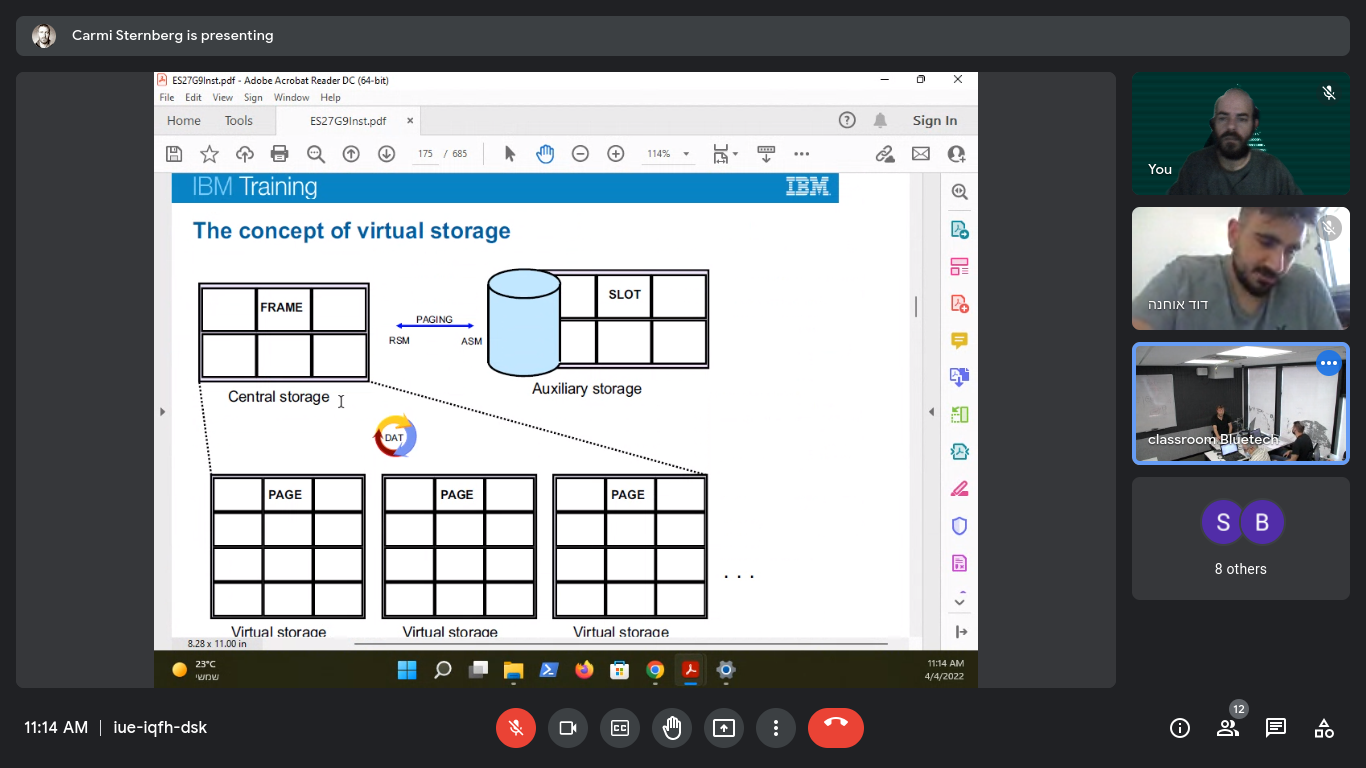 Carmi Sternberg is presenting
ES27G9Inst.pdf - Adobe Acrobat Reader DC (64-bit)
File Edit View Sign Window Help
Home Tools ES27G9Inst.pdf × Sign In
175 / 685 114%
IBM Training IBM
The concept of virtual storage
FRAME SLOT
PAGING
RSM ASM
Central storage Auxiliary storage
DAT
PAGE PAGE PAGE
. . .
Virtual storage Virtual storage Virtual storage
8.28 x 11.00 in
23°C
שמשי
11:14 AM
4/4/2022
You
דוד אוחנה
classroom Bluetech
S B
8 others
11:14 AM | iue-iqfh-dsk
CC
12